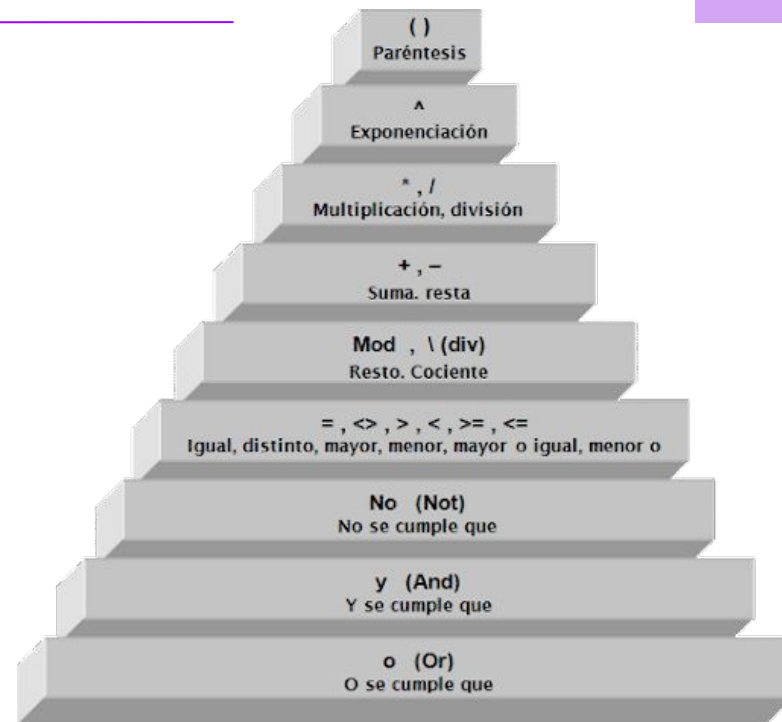 ( )
Paréntesis
^
Exponenciación
* , /
Multiplicación, división
+ , –
Suma. resta
Mod , \ (div)
Resto. Cociente
= , <> , > , < , >= , <=
Igual, distinto, mayor, menor, mayor o igual, menor o
No (Not)
No se cumple que
y (And)
Y se cumple que
o (Or)
O se cumple que